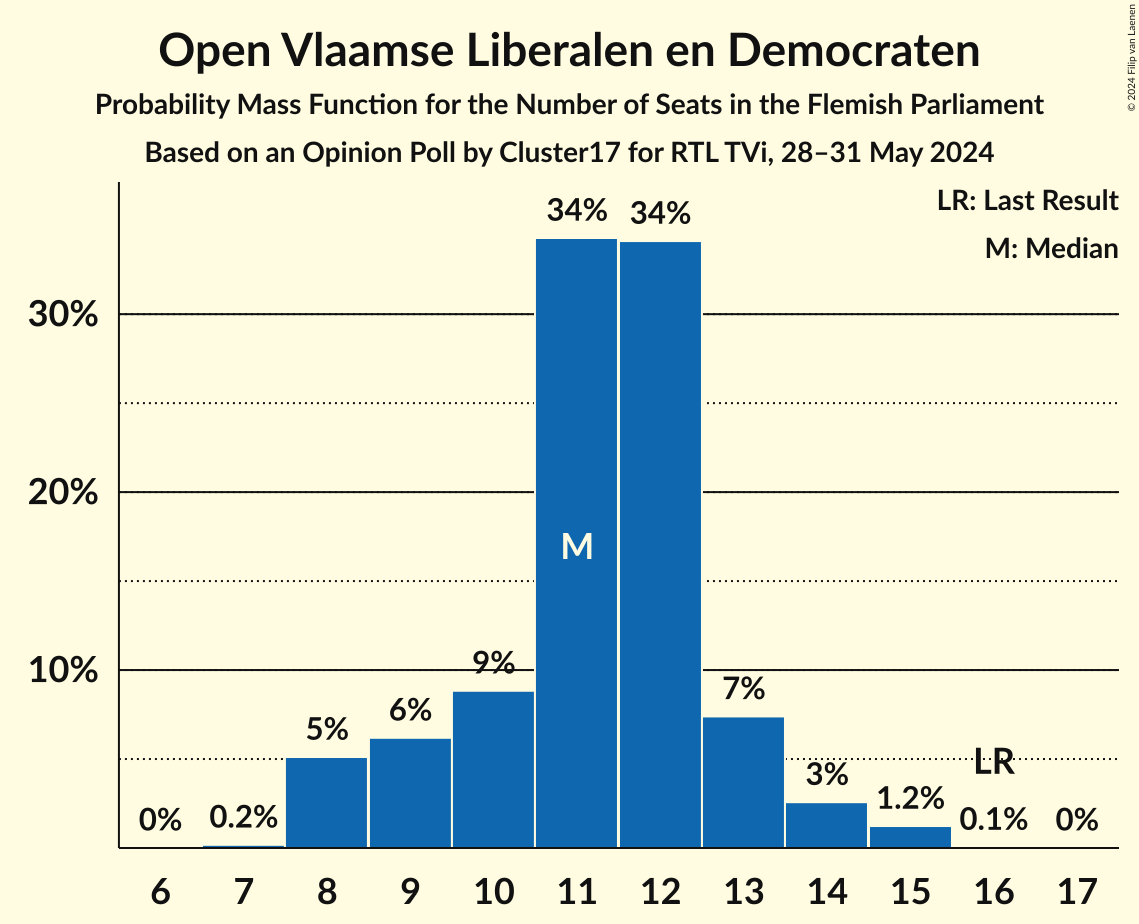 Open Vlaamse Liberalen en Democraten
Probability Mass Function for the Number of Seats in the Flemish Parliament
Based on an Opinion Poll by Cluster17 for RTL TVi, 28–31 May 2024
© 2024 Filip van Laenen
LR: Last Result
M: Median
34% 34%
30%
20%
M
10%
9%
7%
6%
5%
LR
3%
1.2%
0% 0.2% 0.1% 0%
6 7 8 9 10 11 12 13 14 15 16 17